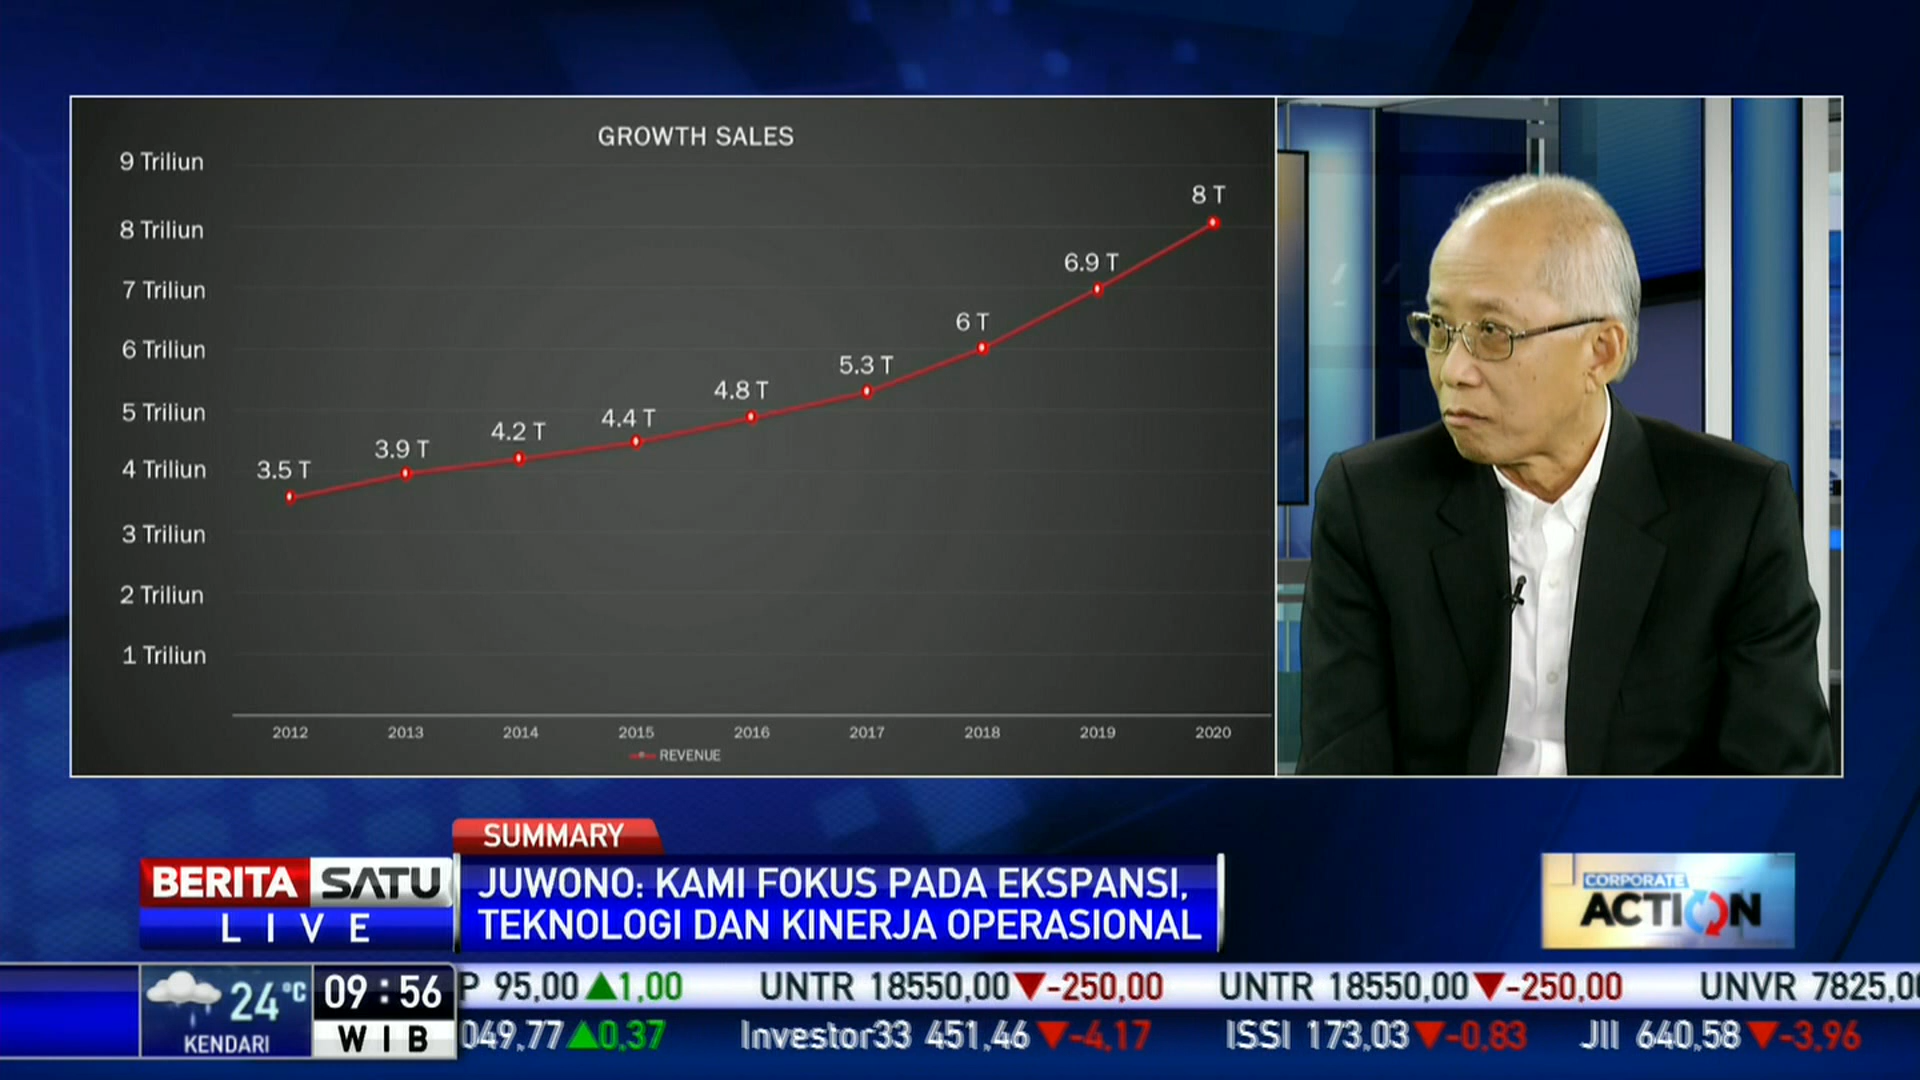 GROWTH SALES
9 Triliun
8 Triliun
7 Triliun
6 Triliun
5 Triliun
4 Triliun
3 Triliun
2 Triliun
1 Triliun
3.5 T
3.9 T
4.2 T
4.4 T
4.8 T
5.3 T
6 T
6.9 T
8 T
2012 2013 2014 2015 2016 2017 2018 2019 2020
REVENUE
SUMMARY
BERITA SATU
LIVE
JUWONO: KAMI FOKUS PADA EKSPANSI,
TEKNOLOGI DAN KINERJA OPERASIONAL
CORPORATE
ACTION
24°C
KENDARI
09:56
WIB
P 95,00▲1,00 UNTR 18550,00▼-250,00 UNTR 18550,00▼-250,00 UNVR 7825,00
049,77▲0,37 Investor33 451,46▼-4,17 ISSI 173,03▼-0,83 JII 640,58▼-3,96